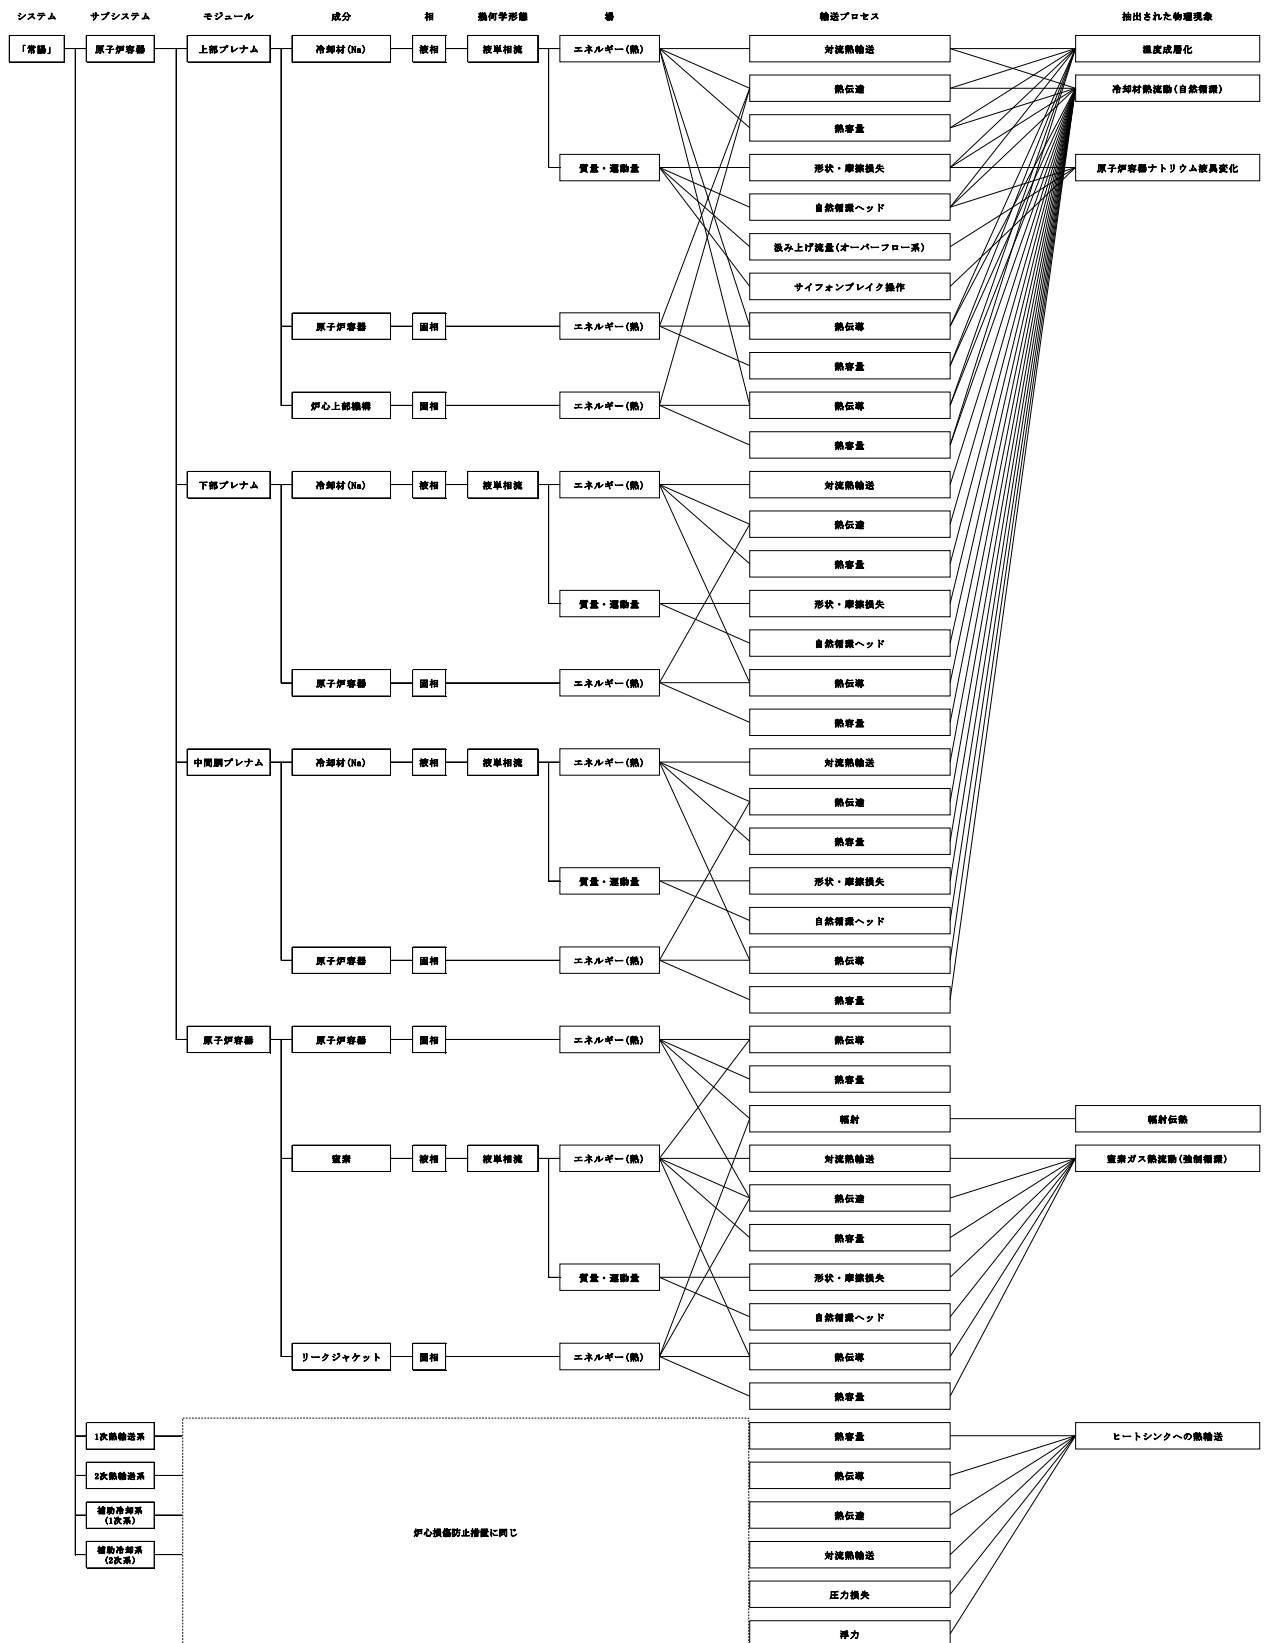 システム サブシステム モジュール 成分 相 幾何学形態 場 輸送プロセス 抽出された物理現象
「常陽」 原子炉容器 上部プレナム 冷却材(Na) 液相 液単相流 エネルギー(熱) 対流熱輸送 温度成層化
熱伝達 冷却材熱流動(自然循環)
熱容量
質量・運動量 形状・摩擦損失 原子炉容器ナトリウム液位変化
自然循環ヘッド
汲み上げ流量(オーバーフロー系)
サイフォンブレイク操作
原子炉容器 固相 エネルギー(熱) 熱伝導
熱容量
炉心上部機構 固相 エネルギー(熱) 熱伝導
熱容量
下部プレナム 冷却材(Na) 液相 液単相流 エネルギー(熱) 対流熱輸送
熱伝達
熱容量
質量・運動量 形状・摩擦損失
自然循環ヘッド
原子炉容器 固相 エネルギー(熱) 熱伝導
熱容量
中間胴プレナム 冷却材(Na) 液相 液単相流 エネルギー(熱) 対流熱輸送
熱伝達
熱容量
質量・運動量 形状・摩擦損失
自然循環ヘッド
原子炉容器 固相 エネルギー(熱) 熱伝導
熱容量
原子炉容器 原子炉容器 固相 エネルギー(熱) 熱伝導
熱容量
輻射 輻射伝熱
窒素 液相 液単相流 エネルギー(熱) 対流熱輸送 窒素ガス熱流動(強制循環)
熱伝達
熱容量
質量・運動量 形状・摩擦損失
自然循環ヘッド
リークジャケット 固相 エネルギー(熱) 熱伝導
熱容量
1次熱輸送系 熱容量 ヒートシンクへの熱輸送
2次熱輸送系 熱伝導
補助冷却系
(1次系) 熱伝達
炉心損傷防止措置に同じ
補助冷却系
(2次系) 対流熱輸送
圧力損失
浮力